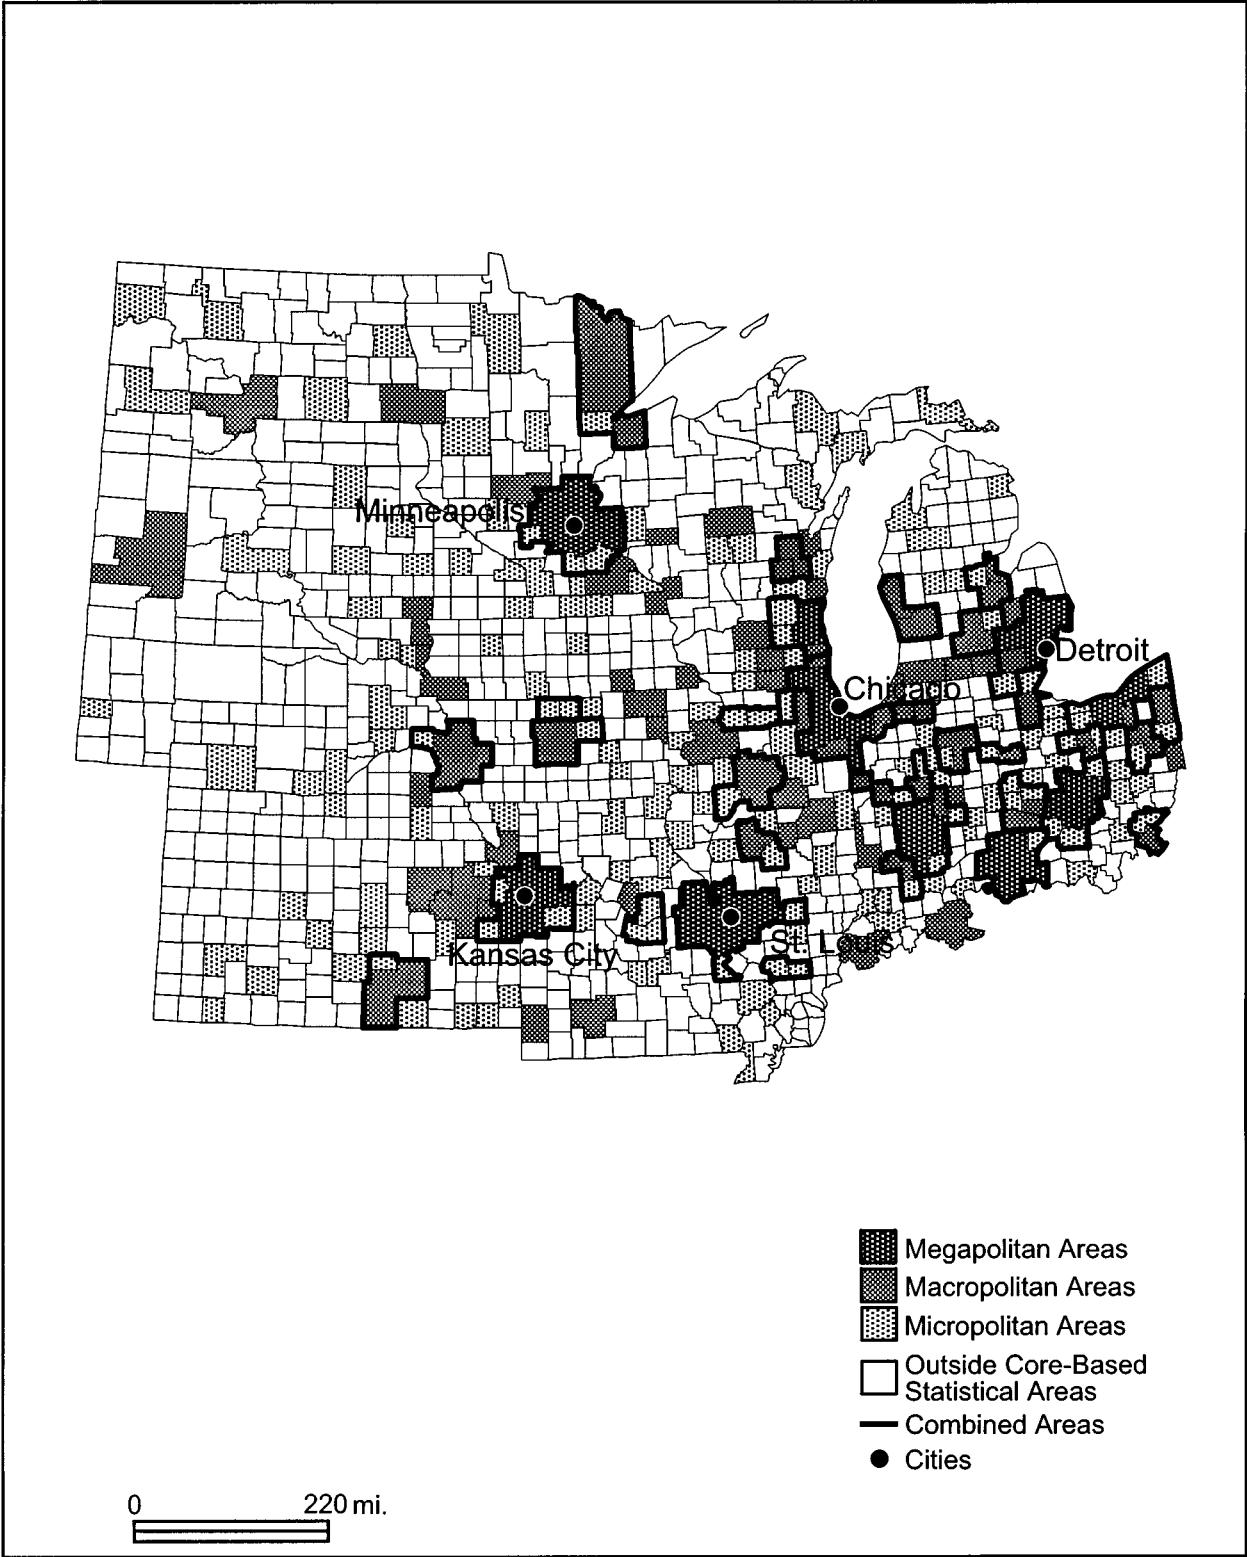 Minneapolis
Detroit
Chicago
St. Louis
Kansas City
Megapolitan Areas
Macropolitan Areas
Micropolitan Areas
Outside Core-Based
Statistical Areas
Combined Areas
Cities
0 220 mi.